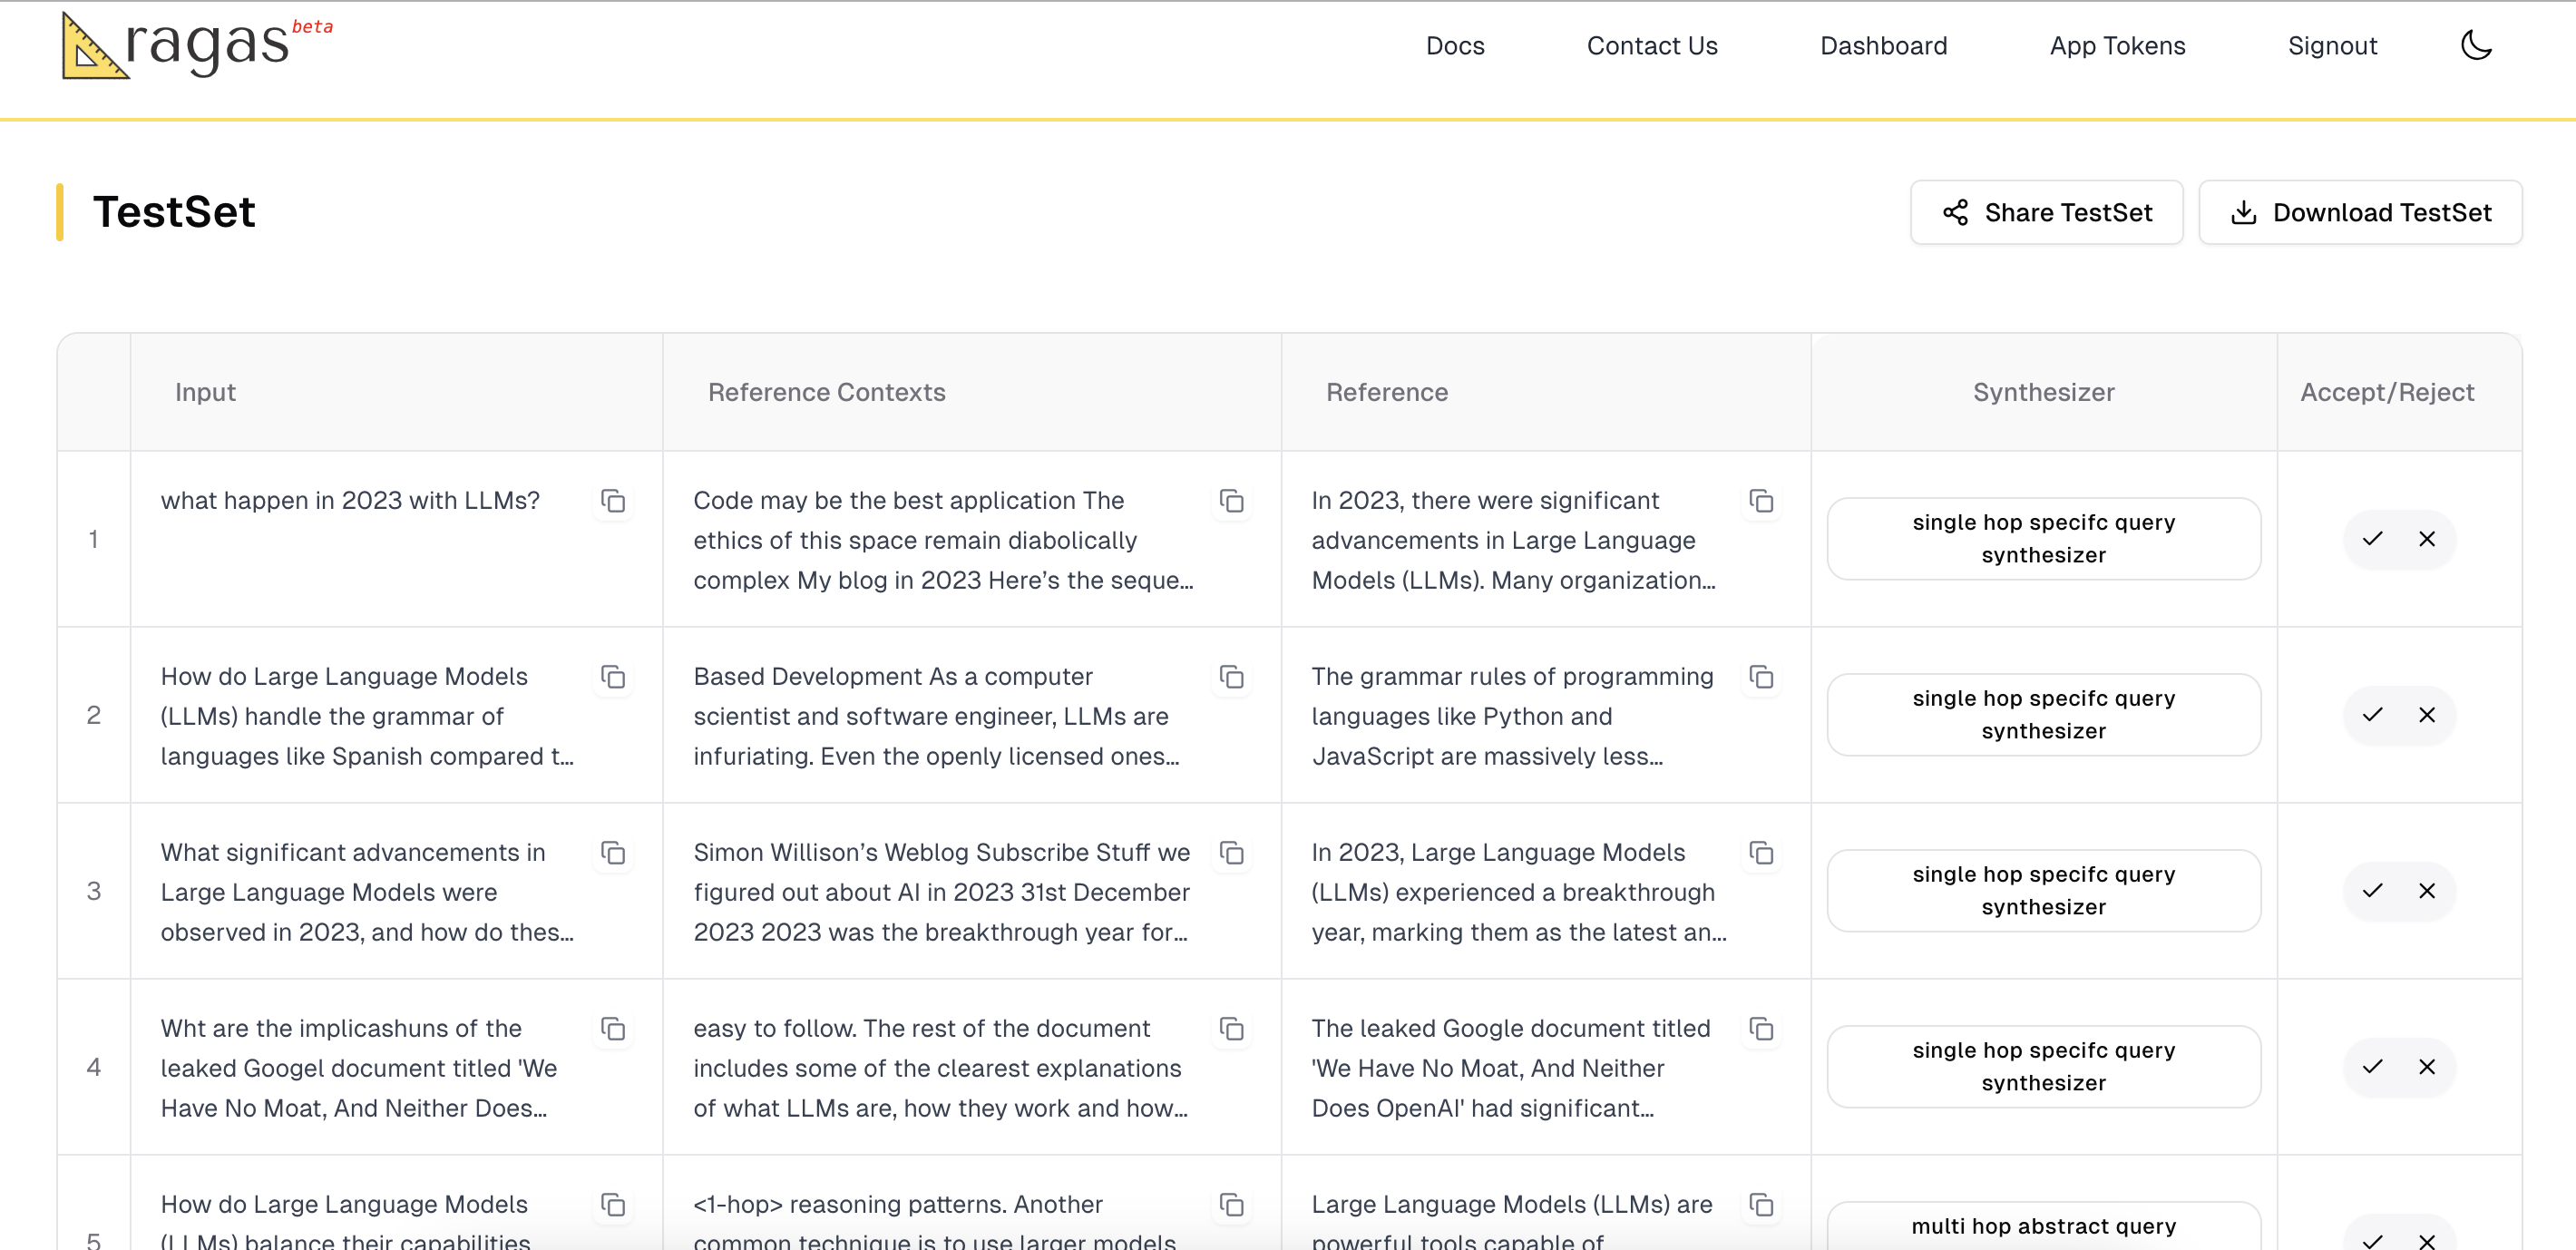 ragas beta
Docs Contact Us Dashboard App Tokens Signout
TestSet
Share TestSet Download TestSet
Input Reference Contexts Reference Synthesizer Accept/Reject
1
what happen in 2023 with LLMs?
Code may be the best application The
ethics of this space remain diabolically
complex My blog in 2023 Here’s the seque...
In 2023, there were significant
advancements in Large Language
Models (LLMs). Many organization...
single hop specifc query
synthesizer
2
How do Large Language Models
(LLMs) handle the grammar of
languages like Spanish compared t...
Based Development As a computer
scientist and software engineer, LLMs are
infuriating. Even the openly licensed ones...
The grammar rules of programming
languages like Python and
JavaScript are massively less...
single hop specifc query
synthesizer
3
What significant advancements in
Large Language Models were
observed in 2023, and how do thes...
Simon Willison’s Weblog Subscribe Stuff we
figured out about AI in 2023 31st December
2023 2023 was the breakthrough year for...
In 2023, Large Language Models
(LLMs) experienced a breakthrough
year, marking them as the latest an...
single hop specifc query
synthesizer
4
Wht are the implicashuns of the
leaked Googel document titled 'We
Have No Moat, And Neither Does...
easy to follow. The rest of the document
includes some of the clearest explanations
of what LLMs are, how they work and how...
The leaked Google document titled
'We Have No Moat, And Neither
Does OpenAI' had significant...
single hop specifc query
synthesizer
5
How do Large Language Models
(LLMs) balance their capabilities
<1-hop> reasoning patterns. Another
common technique is to use larger models
Large Language Models (LLMs) are
powerful tools capable of
multi hop abstract query